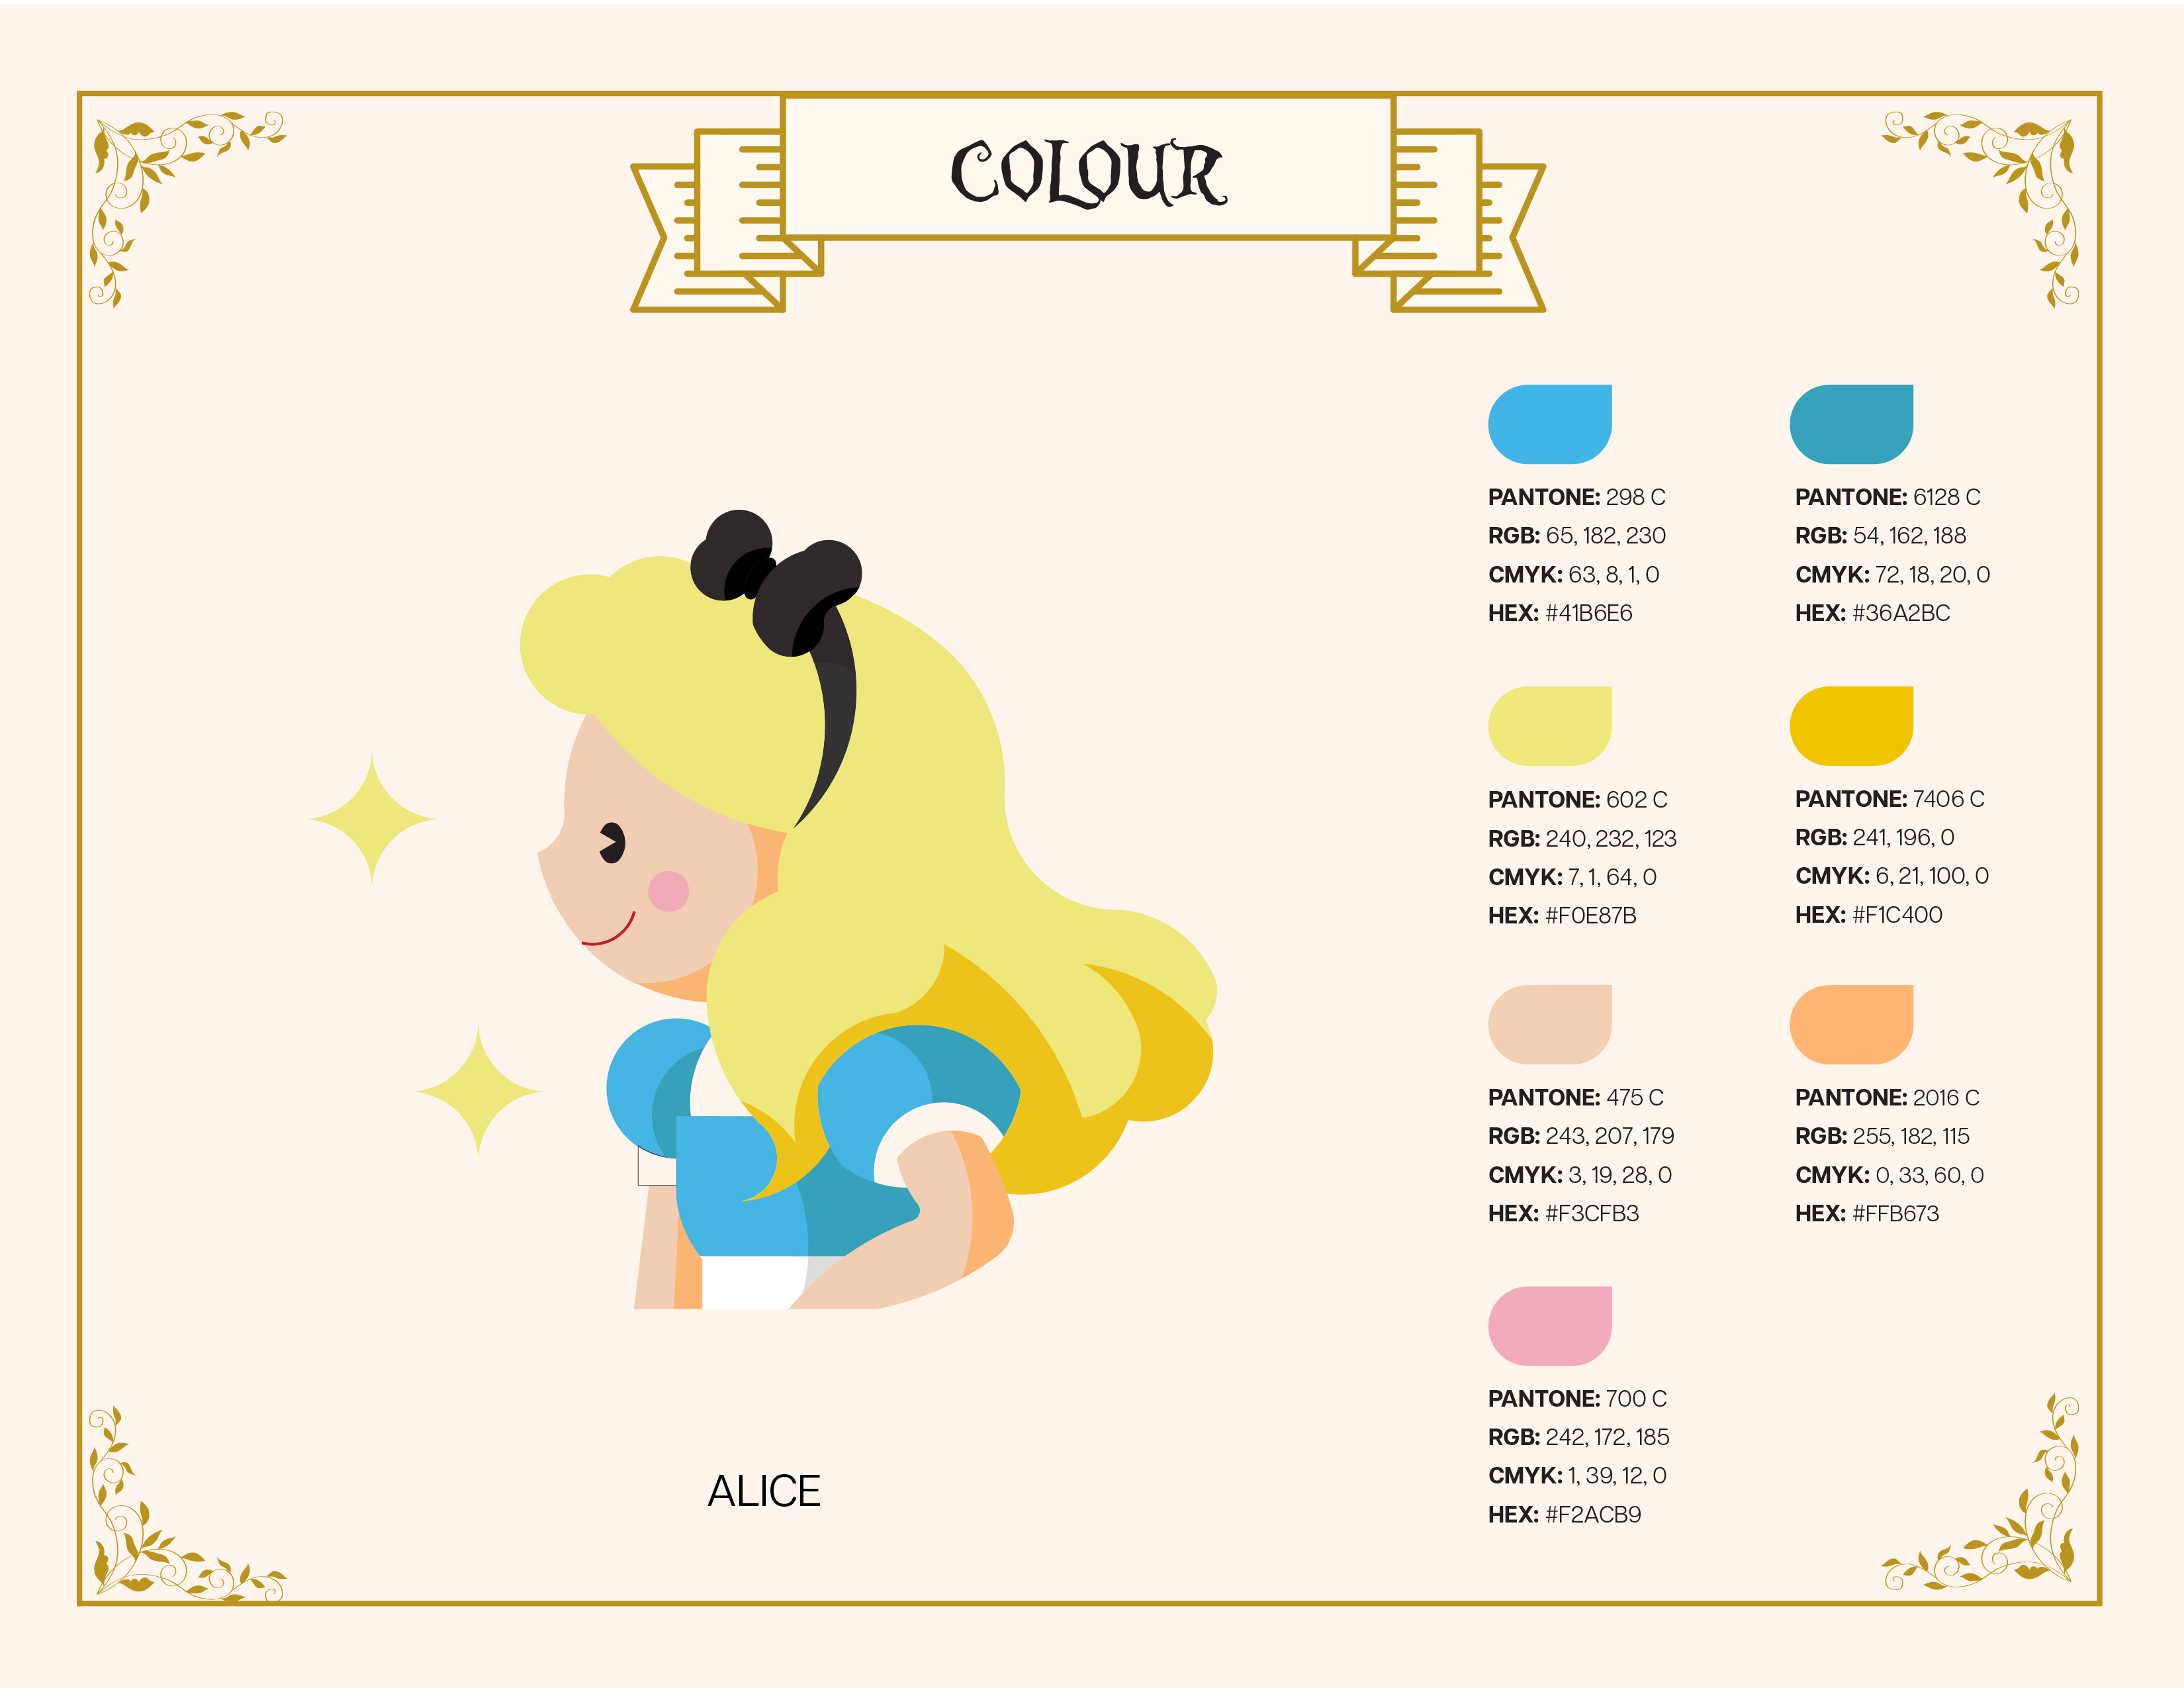 COLOUR
PANTONE: 298 C
RGB: 65, 182, 230
CMYK: 63, 8, 1, 0
HEX: #41B6E6
PANTONE: 6128 C
RGB: 54, 162, 188
CMYK: 72, 18, 20, 0
HEX: #36A2BC
PANTONE: 602 C
RGB: 240, 232, 123
CMYK: 7, 1, 64, 0
HEX: #F0E87B
PANTONE: 7406 C
RGB: 241, 196, 0
CMYK: 6, 21, 100, 0
HEX: #F1C400
PANTONE: 475 C
RGB: 243, 207, 179
CMYK: 3, 19, 28, 0
HEX: #F3CFB3
PANTONE: 2016 C
RGB: 255, 182, 115
CMYK: 0, 33, 60, 0
HEX: #FFB673
PANTONE: 700 C
RGB: 242, 172, 185
CMYK: 1, 39, 12, 0
HEX: #F2ACB9
ALICE